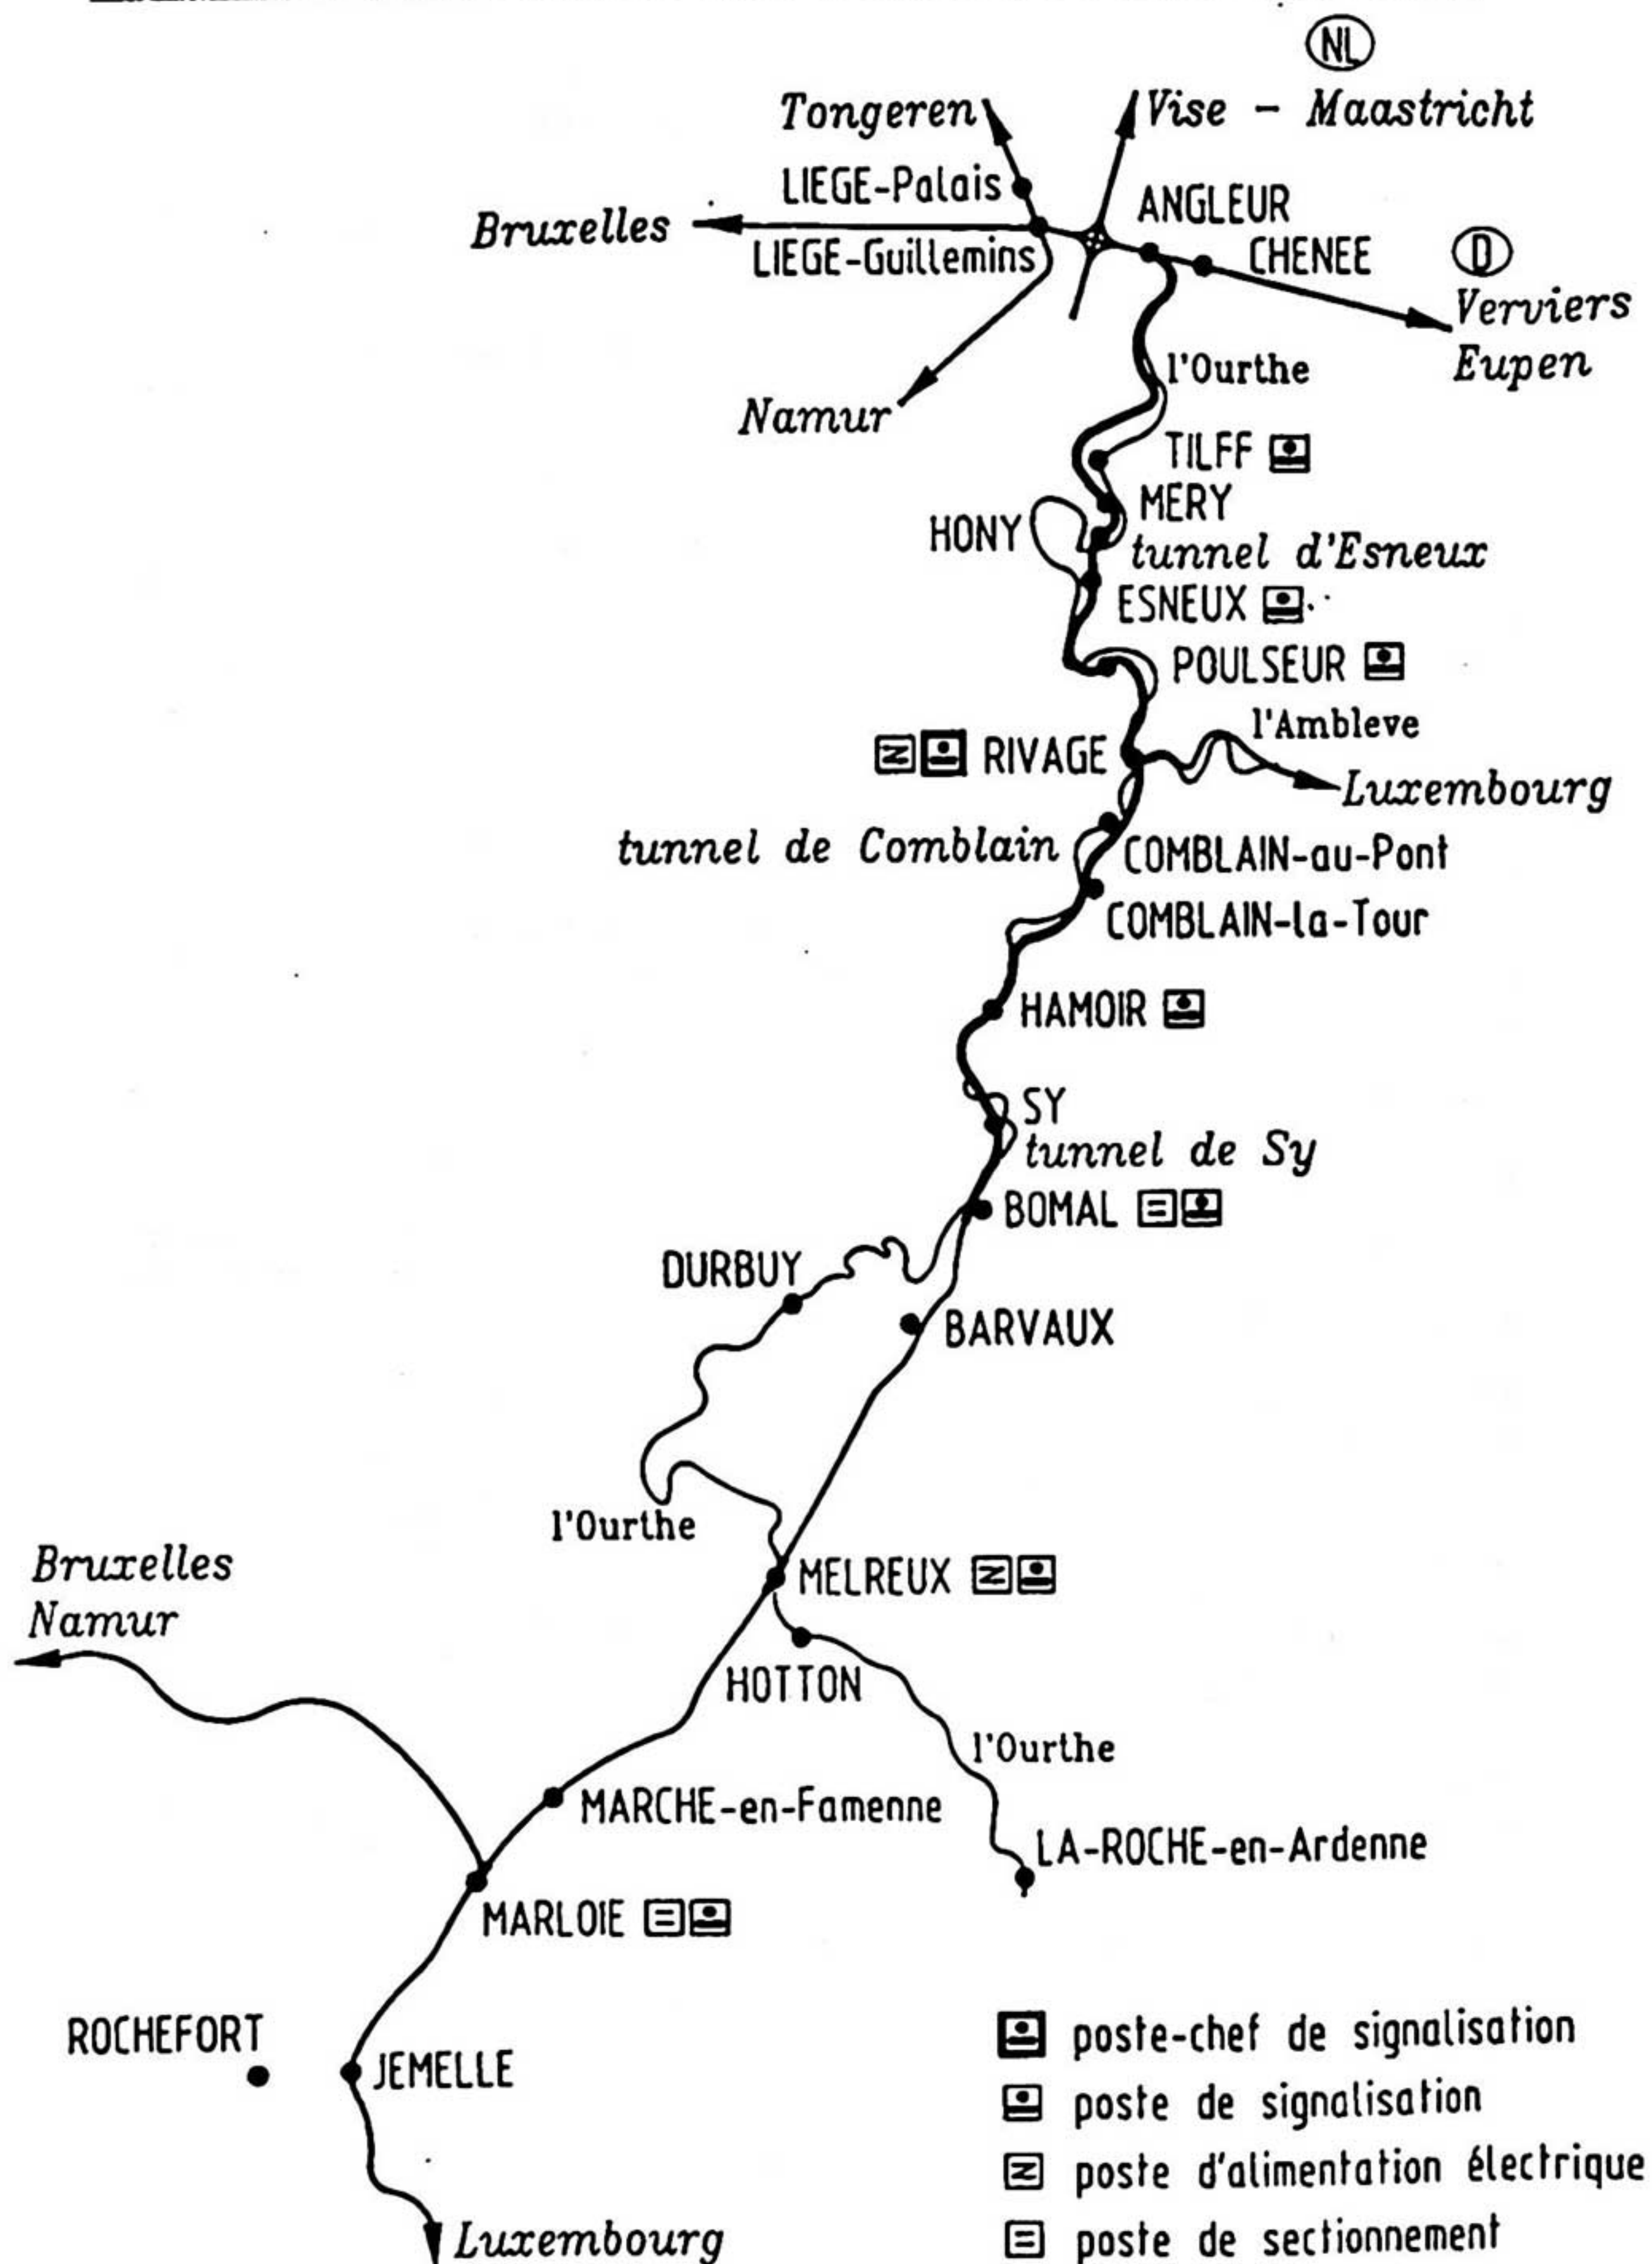 NL
Tongeren
Vise - Maastricht
LIEGE-Palais
ANGLEUR
Bruxelles
LIEGE-Guillemins
CHENEE
D
Verviers
Eupen
l'Ourthe
Namur
TILFF
MERY
HONY
tunnel d'Esneux
ESNEUX
POULSEUR
l'Ambleve
RIVAGE
Luxembourg
tunnel de Comblain
COMBLAIN-au-Pont
COMBLAIN-la-Tour
HAMOIR
SY
tunnel de Sy
BOMAL
DURBUY
BARVAUX
l'Ourthe
Bruxelles
Namur
MELREUX
HOTTON
l'Ourthe
MARCHE-en-Famenne
LA-ROCHE-en-Ardenne
MARLOIE
ROCHEFORT
JEMELLE
Luxembourg
poste-chef de signalisation
poste de signalisation
poste d'alimentation électrique
poste de sectionnement